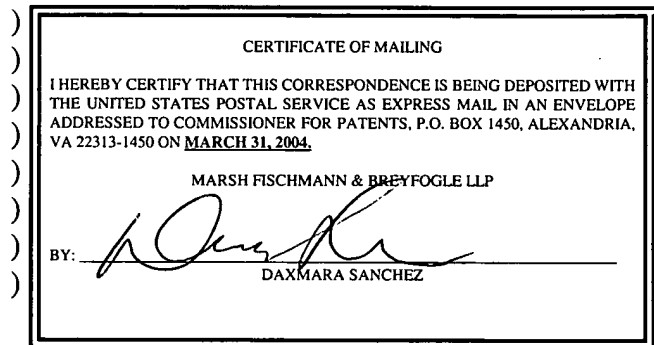 CERTIFICATE OF MAILING
I HEREBY CERTIFY THAT THIS CORRESPONDENCE IS BEING DEPOSITED WITH
THE UNITED STATES POSTAL SERVICE AS EXPRESS MAIL IN AN ENVELOPE
ADDRESSED TO COMMISSIONER FOR PATENTS, P.O. BOX 1450, ALEXANDRIA,
VA 22313-1450 ON MARCH 31, 2004.
MARSH FISCHMANN & BREYFOGLE LLP
BY:
DAXMARA SANCHEZ